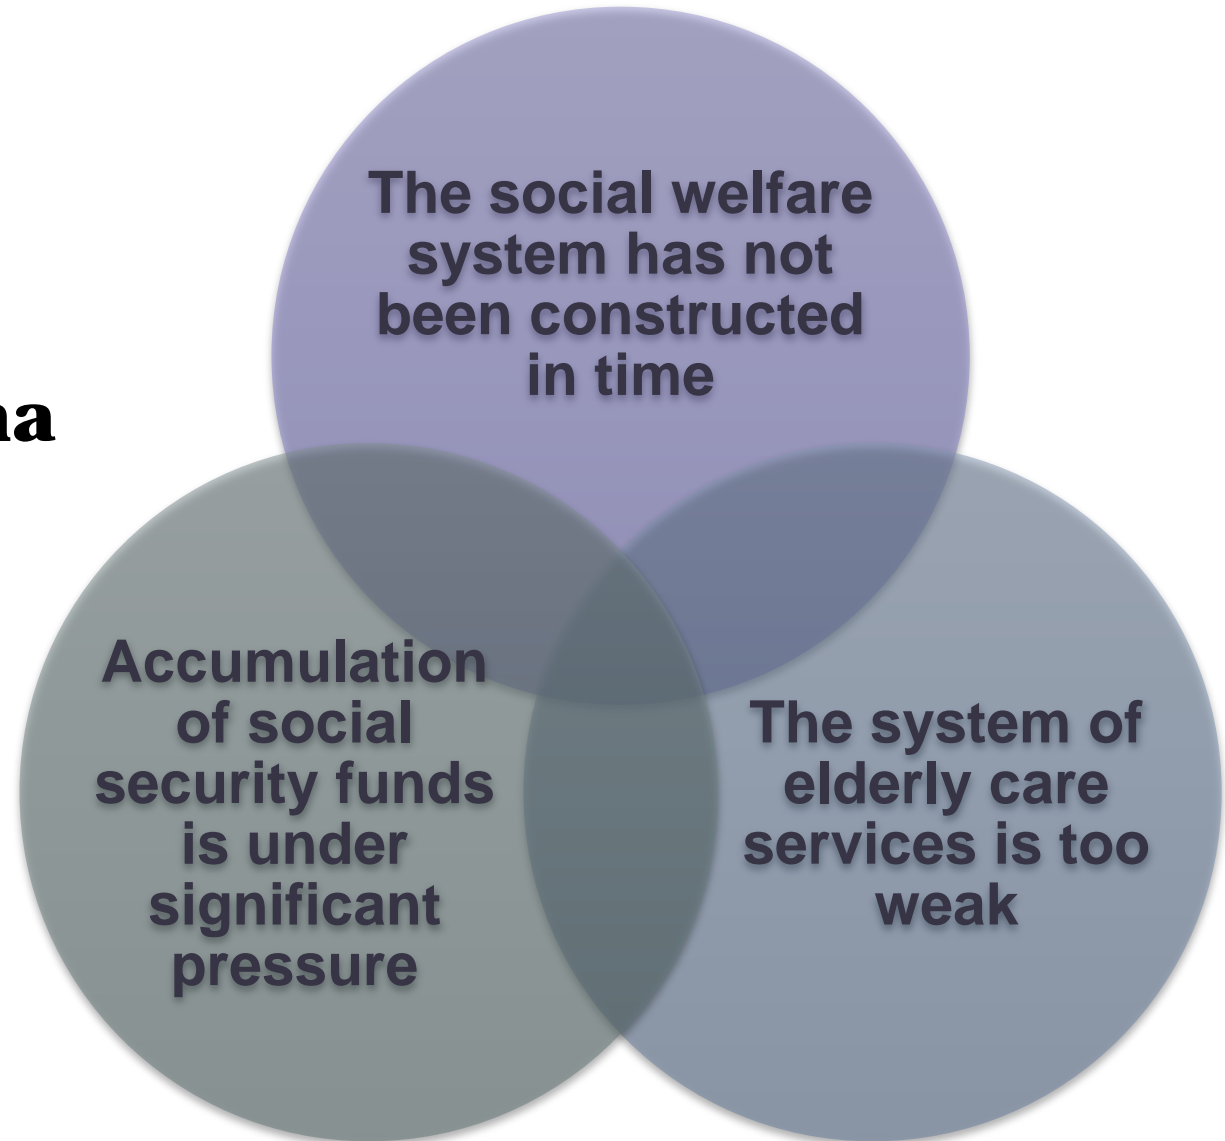 The social welfare
system has not
been constructed
in time
na
Accumulation
of social
security funds
is under
significant
pressure
The system of
elderly care
services is too
weak